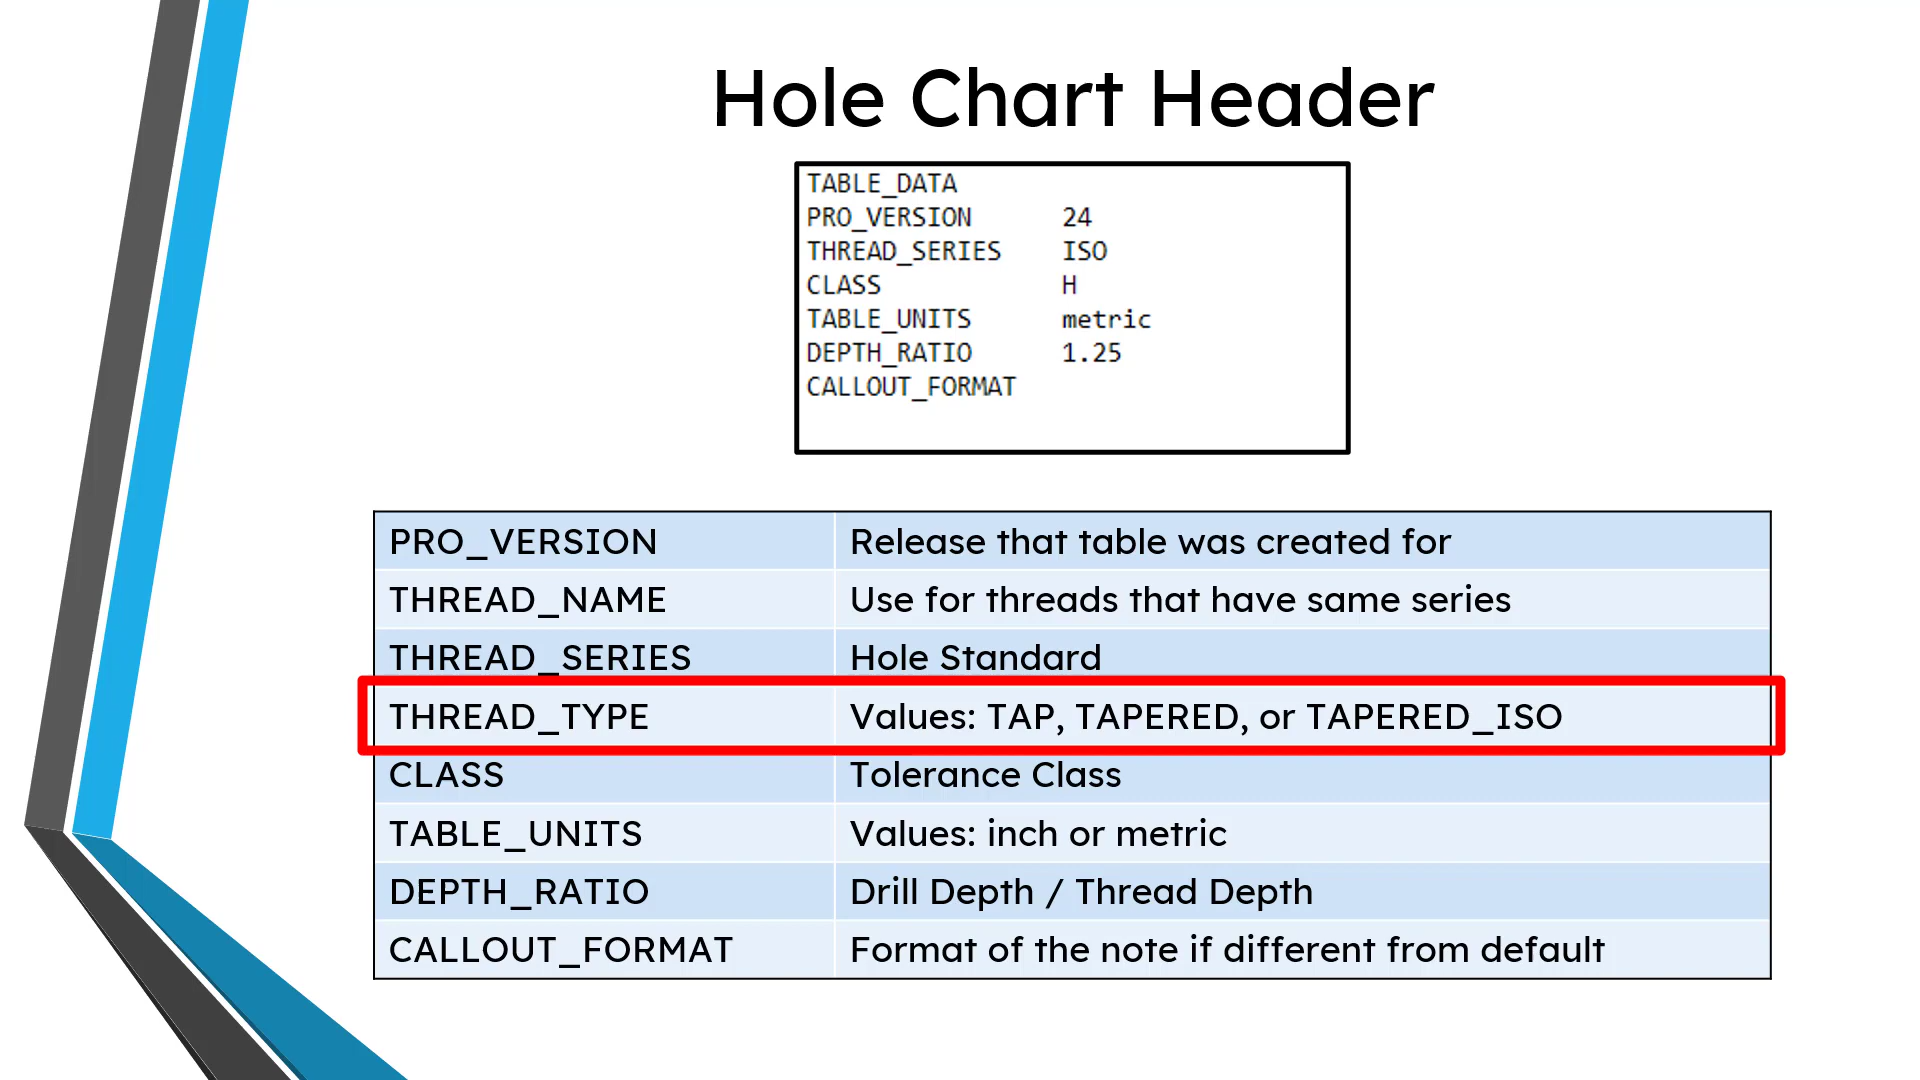 Hole Chart Header
TABLE_DATA
PRO_VERSION 24
THREAD_SERIES ISO
CLASS H
TABLE_UNITS metric
DEPTH_RATIO 1.25
CALLOUT_FORMAT
PRO_VERSION Release that table was created for
THREAD_NAME Use for threads that have same series
THREAD_SERIES Hole Standard
THREAD_TYPE Values: TAP, TAPERED, or TAPERED_ISO
CLASS Tolerance Class
TABLE_UNITS Values: inch or metric
DEPTH_RATIO Drill Depth / Thread Depth
CALLOUT_FORMAT Format of the note if different from default